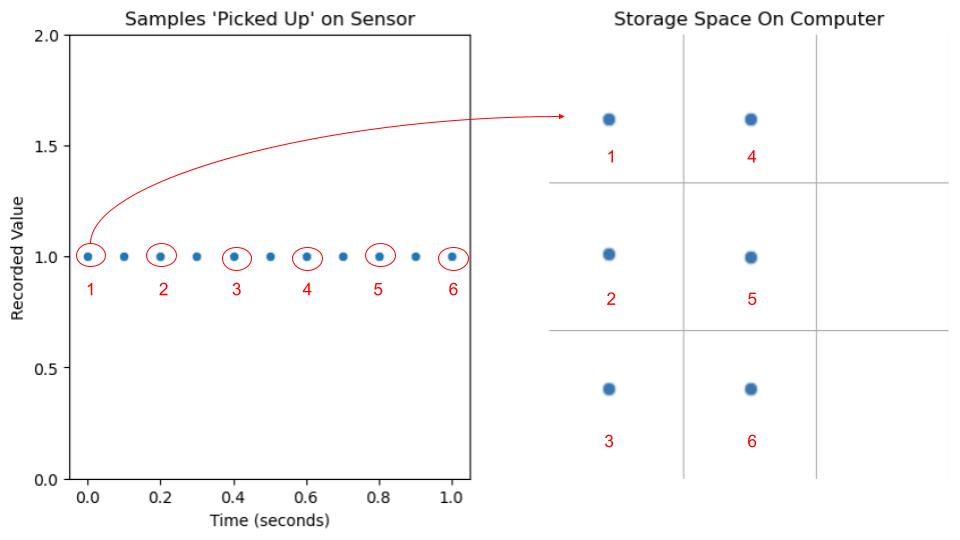 Samples 'Picked Up' on Sensor
Storage Space On Computer
2.0
1.5
1.0
0.5
0.0
Recorded Value
1 2 3 4 5 6
0.0 0.2 0.4 0.6 0.8 1.0
Time (seconds)
1 4
2 5
3 6